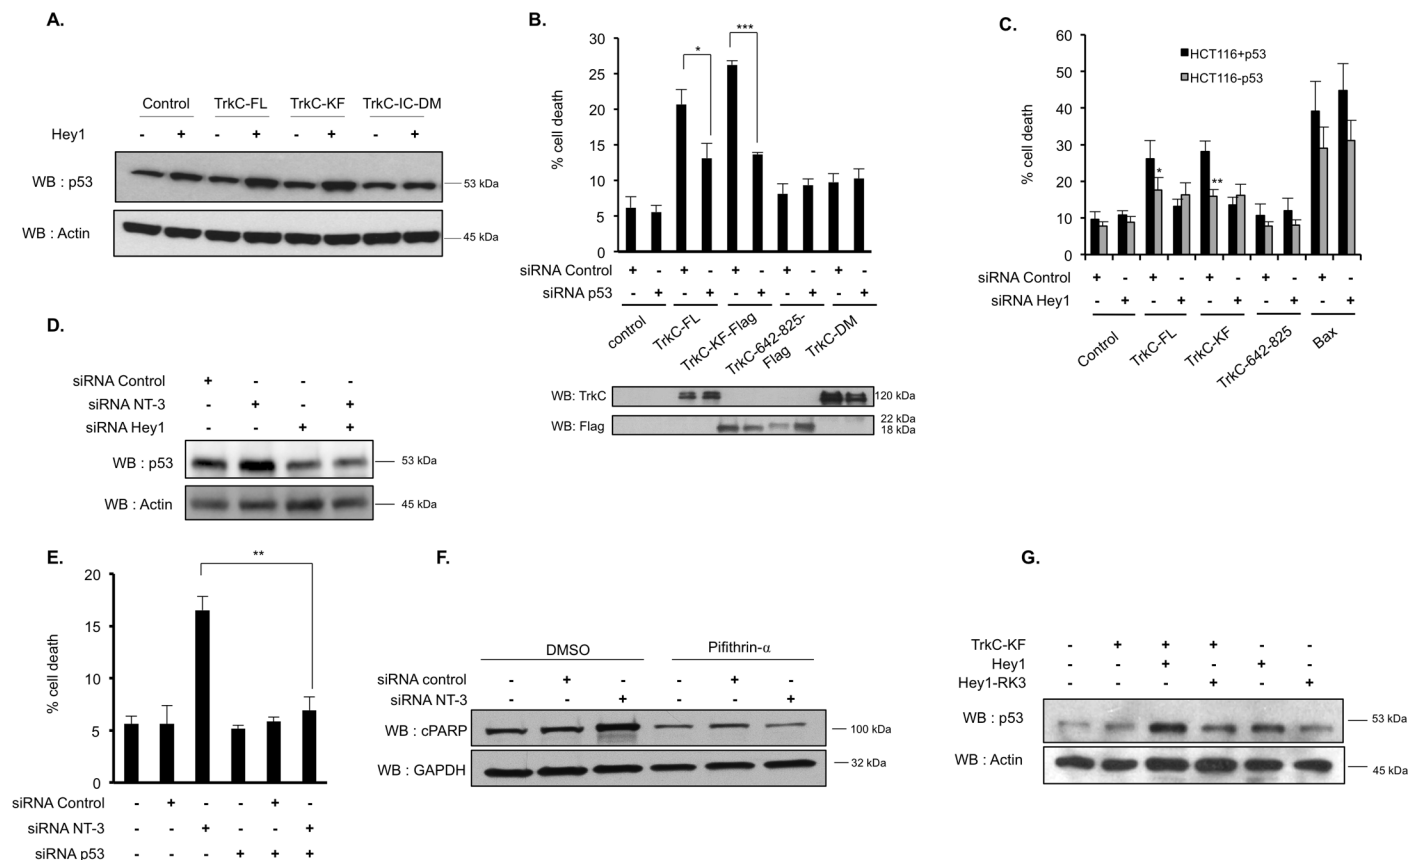 A.
Control TrkC-FL TrkC-KF TrkC-IC-DM
Hey1 - + - + - + - +
WB : p53 53 kDa
WB : Actin 45 kDa
B.
% cell death
30
25
20
15
10
5
0
*
***
siRNA Control + - + - + - + - + -
siRNA p53 - + - + - + - + - +
control TrkC-FL TrkC-KF-Flag TrkC-642-825-Flag TrkC-DM
WB: TrkC 120 kDa
WB: Flag 22 kDa
18 kDa
C.
% cell death
60
50
40
30
20
10
0
HCT116+p53
HCT116-p53
*
**
siRNA Control + - + - + - + - + -
siRNA Hey1 - + - + - + - + - +
Control TrkC-FL TrkC-KF TrkC-642-825 Bax
D.
siRNA Control + - - -
siRNA NT-3 - + - +
siRNA Hey1 - - + +
WB : p53 53 kDa
WB : Actin 45 kDa
E.
% cell death
20
15
10
5
0
**
siRNA Control - + - - + -
siRNA NT-3 - - + - - +
siRNA p53 - - - + + +
F.
DMSO Pifithrin-α
siRNA control - + - - + -
siRNA NT-3 - - + - - +
WB : cPARP 100 kDa
WB : GAPDH 32 kDa
G.
TrkC-KF - + + + - -
Hey1 - - + - + -
Hey1-RK3 - - - + - +
WB : p53 53 kDa
WB : Actin 45 kDa